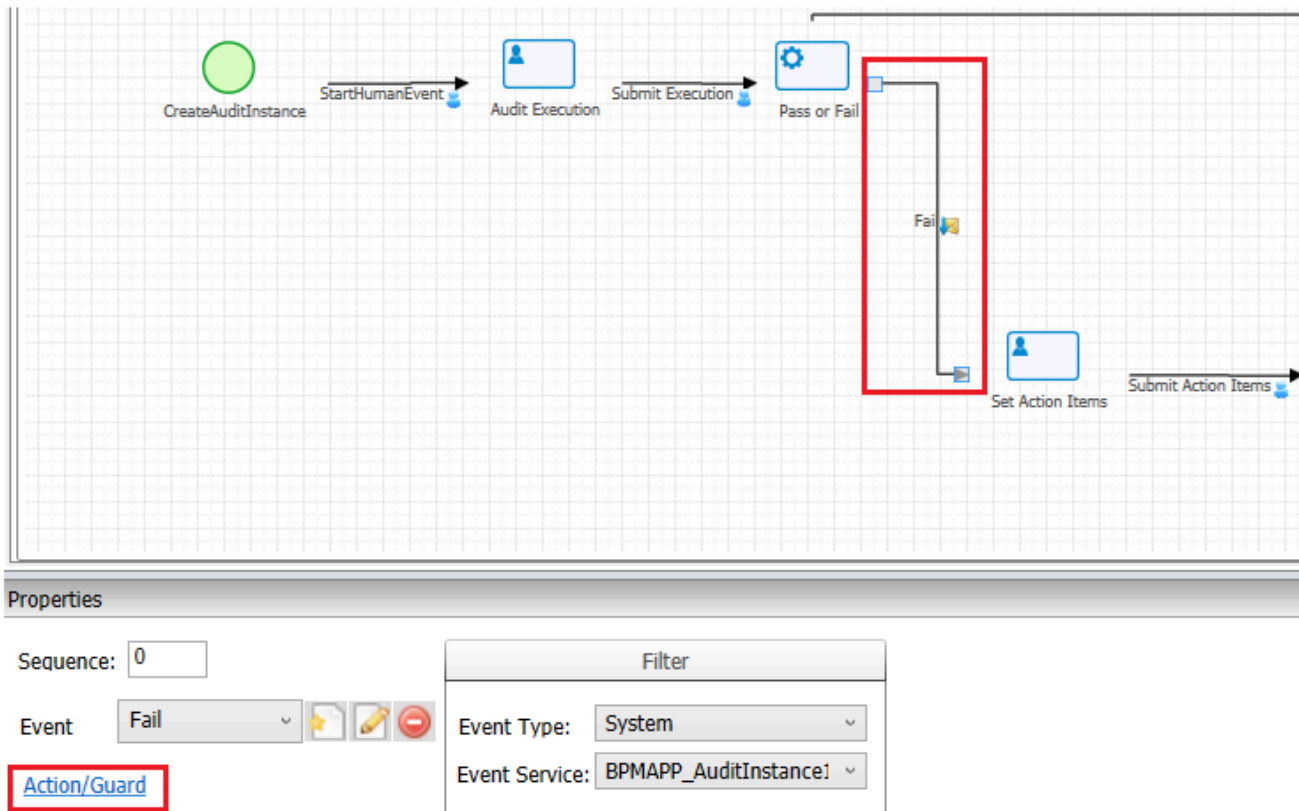 StartHumanEvent
Submit Execution
CreateAuditInstance
Audit Execution
Pass or Fail
Fail
Set Action Items
Submit Action Items
Properties
Sequence: 0
Filter
Event Fail
Event Type: System
Event Service: BPMAPP_AuditInstance1
Action/Guard